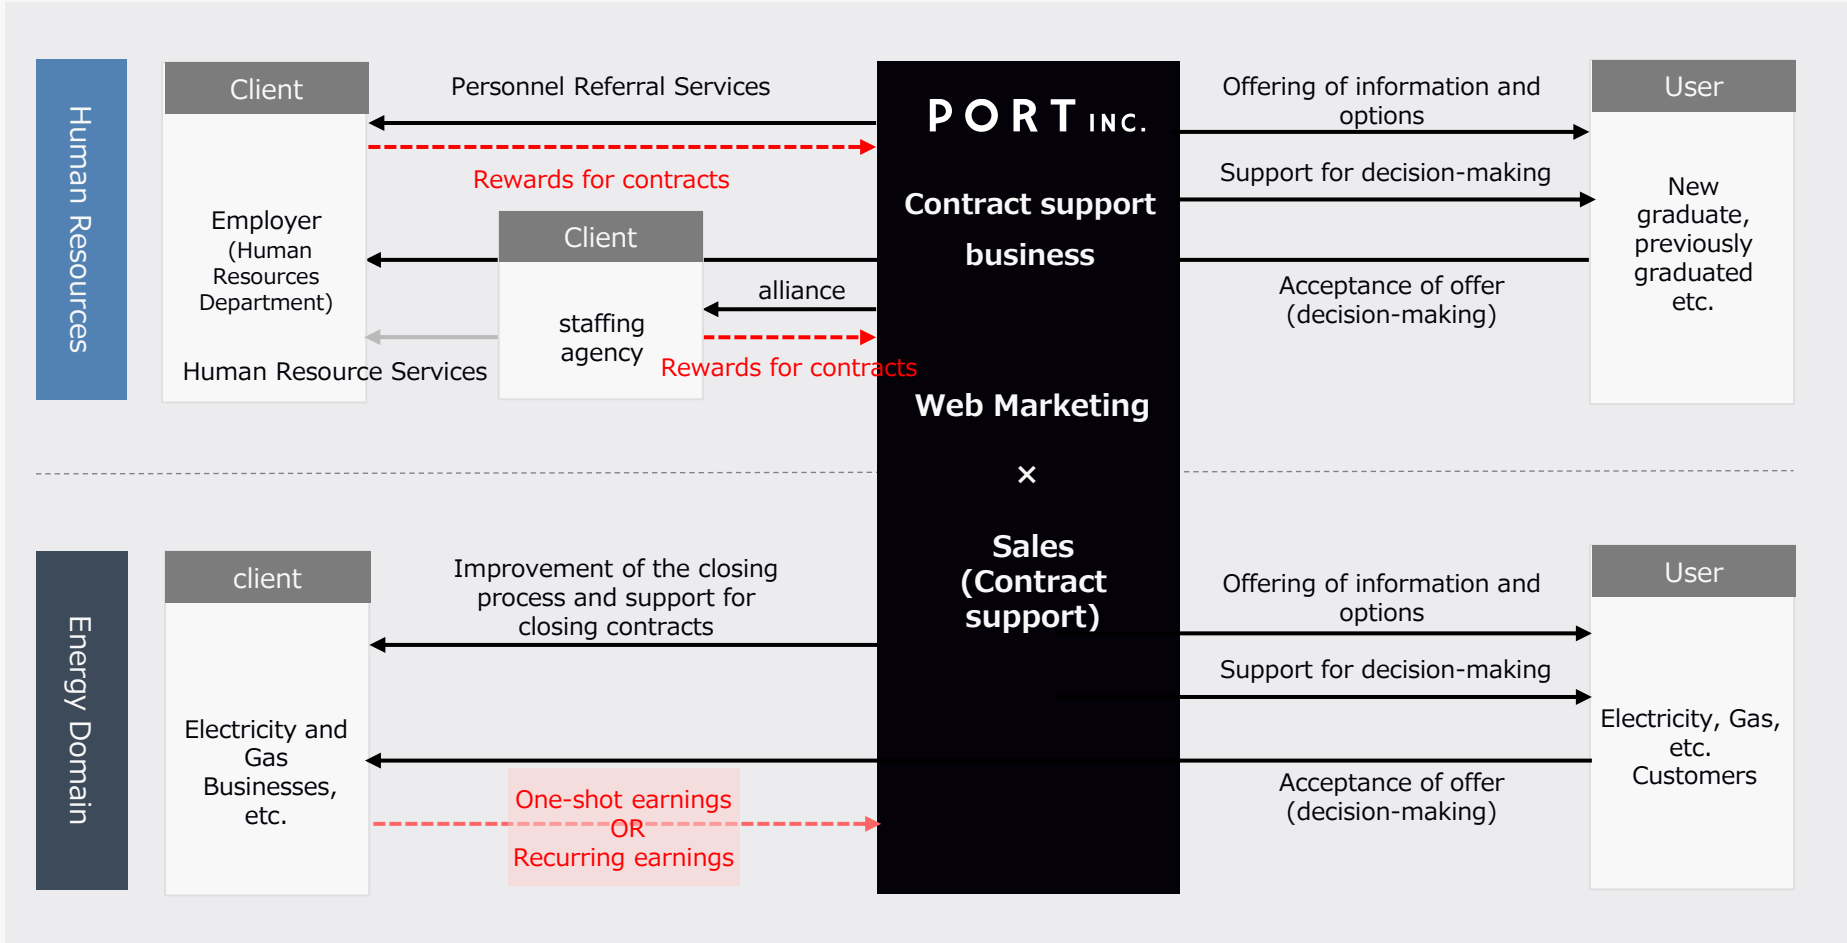 Human Resources
Client
Employer
(Human
Resources
Department)
Personnel Referral Services
Rewards for contracts
Client
staffing
agency
alliance
Rewards for contracts
Human Resource Services
PORT INC.
Contract support
business
Web Marketing
×
Sales
(Contract
support)
Offering of information and
options
Support for decision-making
Acceptance of offer
(decision-making)
User
New
graduate,
previously
graduated
etc.
Energy Domain
client
Electricity and
Gas
Businesses,
etc.
Improvement of the closing
process and support for
closing contracts
One-shot earnings
OR
Recurring earnings
Offering of information and
options
Support for decision-making
Acceptance of offer
(decision-making)
User
Electricity, Gas,
etc.
Customers